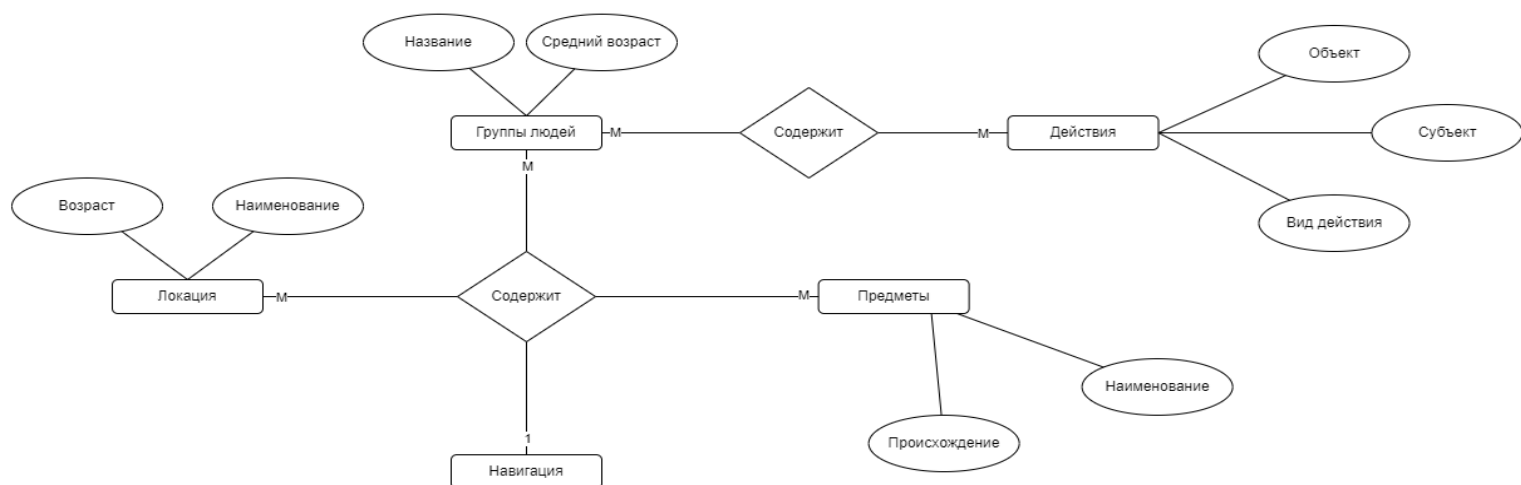 Название
Средний возраст
Объект
Группы людей
М
Содержит
М
Действия
Субъект
М
Возраст
Наименование
Вид действия
Локация
М
Содержит
М
Предметы
Наименование
1
Происхождение
Навигация